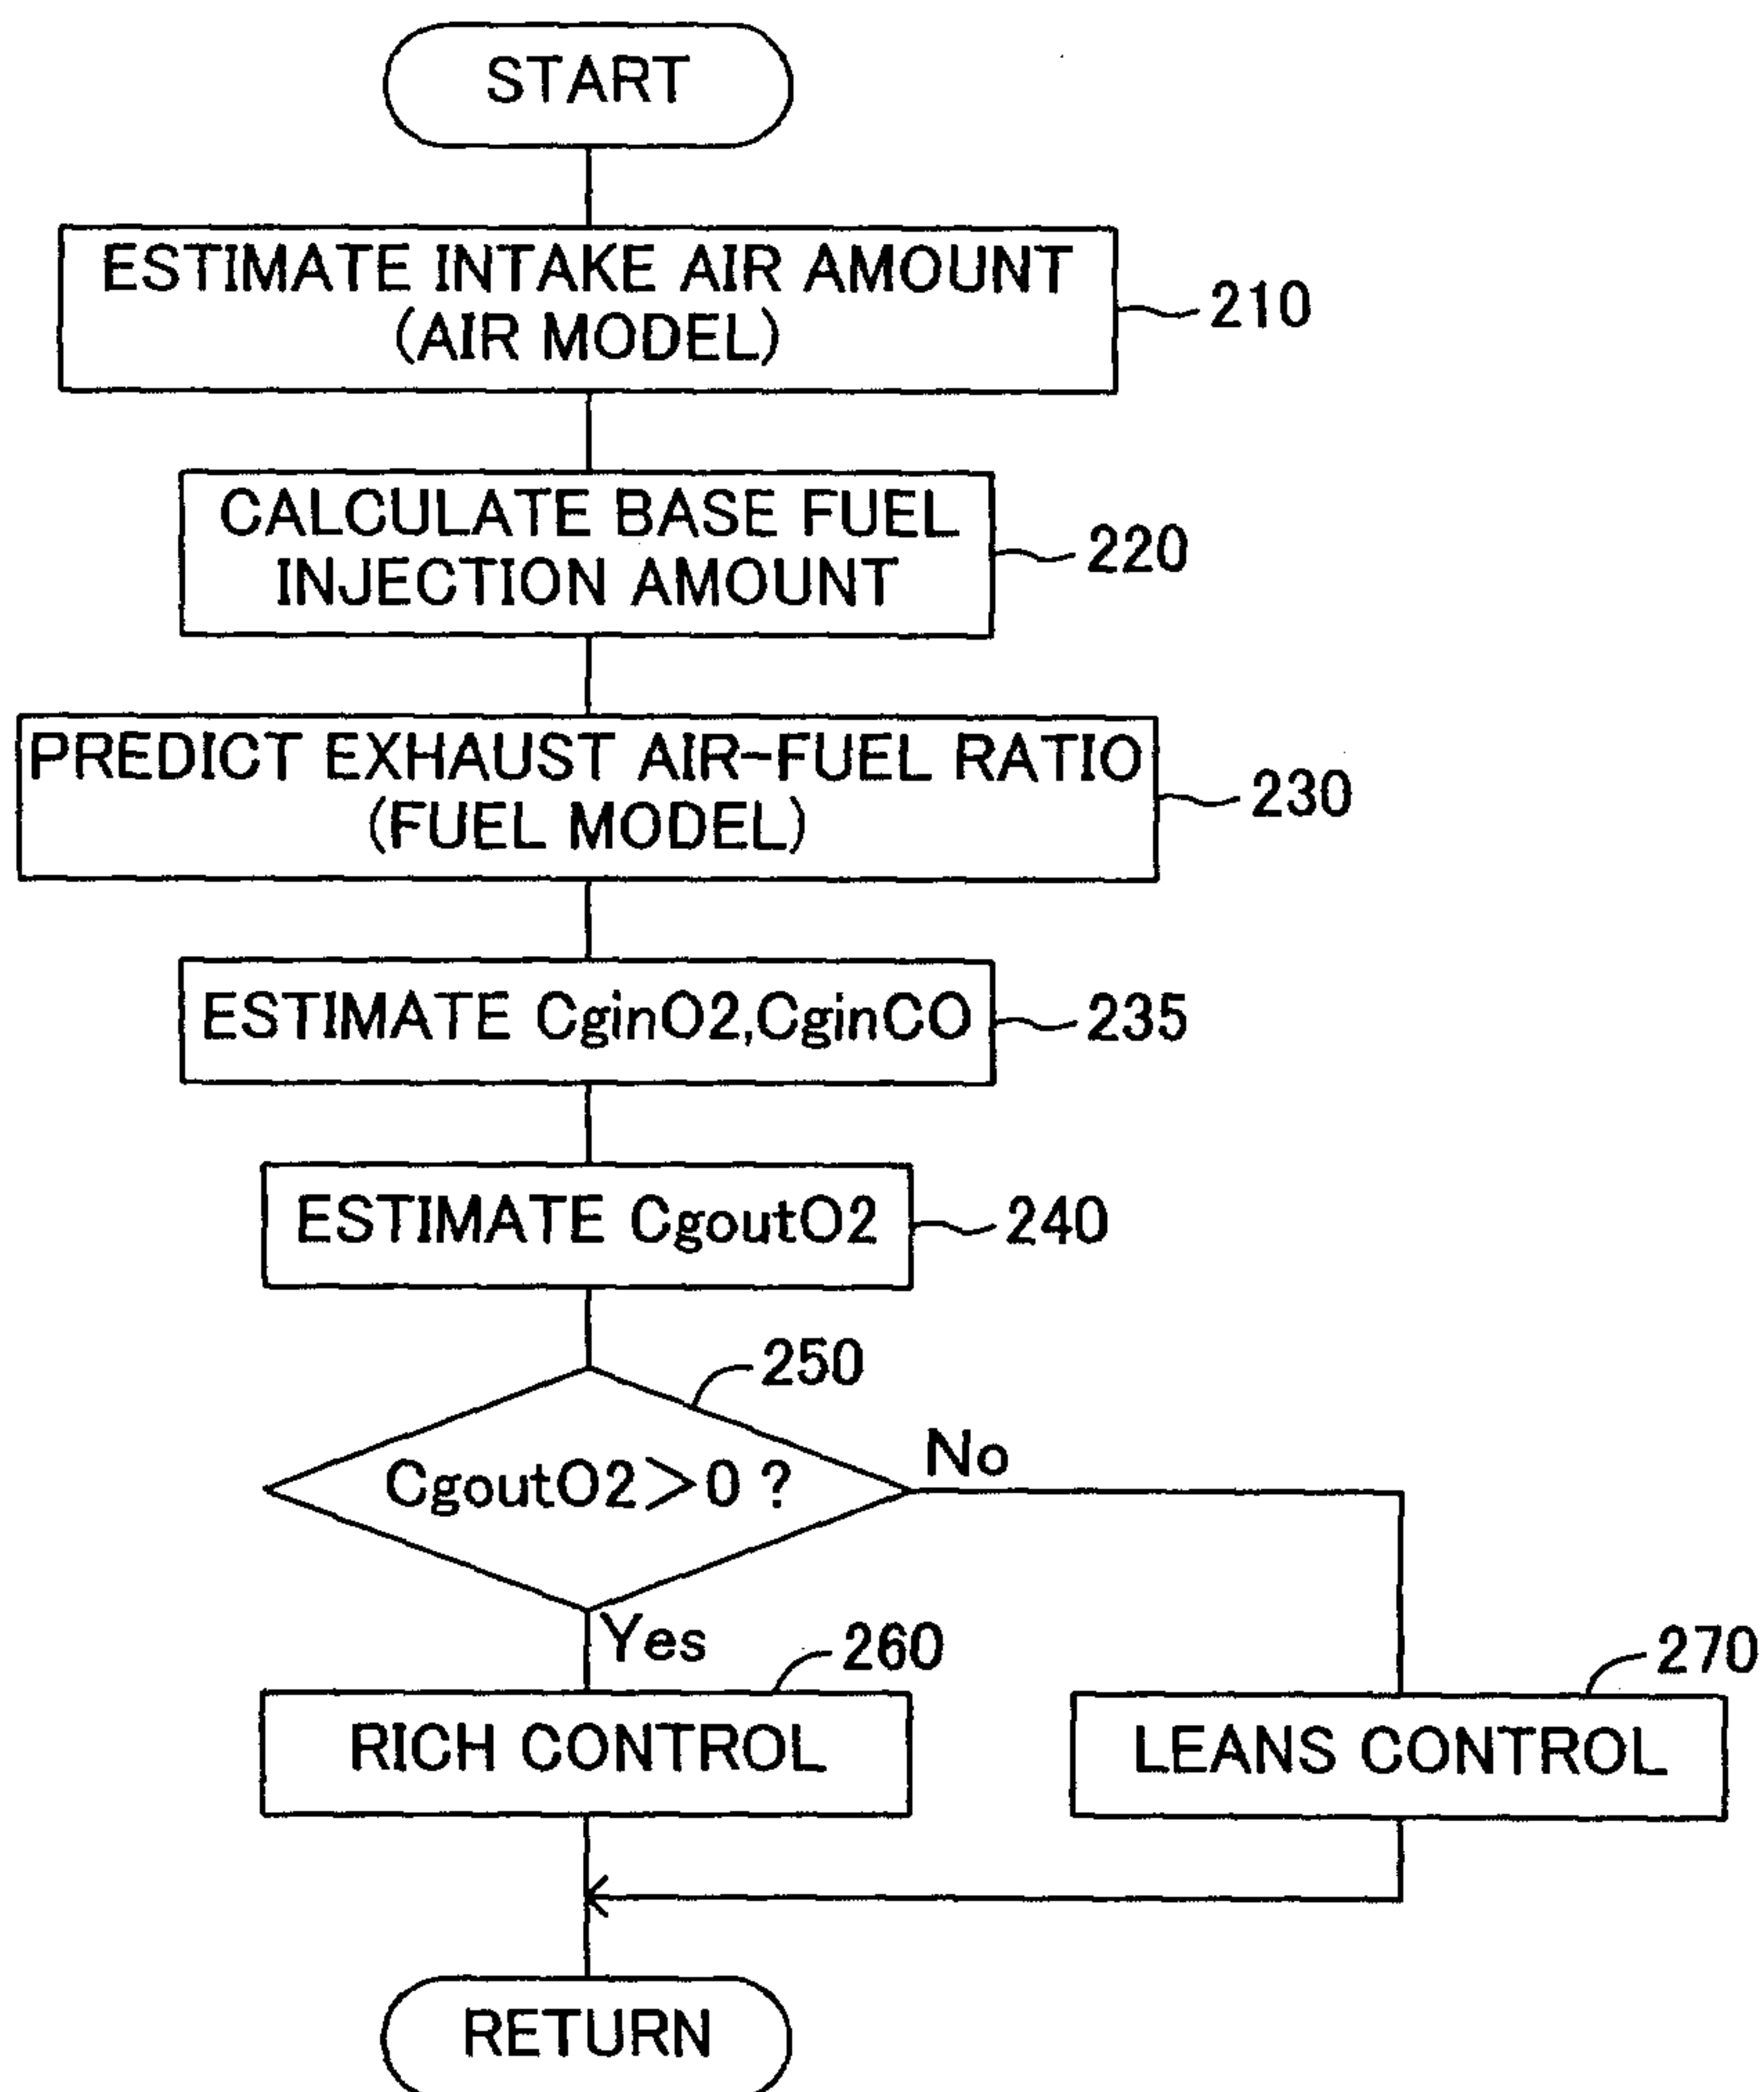 START
ESTIMATE INTAKE AIR AMOUNT
(AIR MODEL)
210
CALCULATE BASE FUEL
INJECTION AMOUNT
220
PREDICT EXHAUST AIR-FUEL RATIO
(FUEL MODEL)
230
ESTIMATE CginO2,CginCO
235
ESTIMATE CgoutO2
240
250
CgoutO2>0 ?
No
Yes
260
270
RICH CONTROL
LEANS CONTROL
RETURN